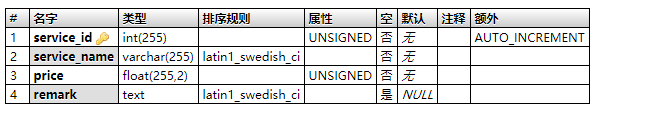 # 名字 类型 排序规则 属性 空 默认 注释 额外
1 service_id int(255) UNSIGNED 否 无 AUTO_INCREMENT
2 service_name varchar(255) latin1_swedish_ci 否 无
3 price float(255,2) UNSIGNED 否 无
4 remark text latin1_swedish_ci 是 NULL